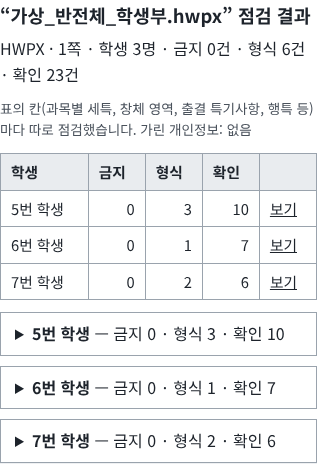 “가상_반전체_학생부.hwpx” 점검 결과
HWPX · 1쪽 · 학생 3명 · 금지 0건 · 형식 6건
· 확인 23건
표의 칸(과목별 세특, 창체 영역, 출결 특기사항, 행특 등)
마다 따로 점검했습니다. 가린 개인정보: 없음
학생 금지 형식 확인
5번 학생 0 3 10 보기
6번 학생 0 1 7 보기
7번 학생 0 2 6 보기
▶ 5번 학생 — 금지 0 · 형식 3 · 확인 10
▶ 6번 학생 — 금지 0 · 형식 1 · 확인 7
▶ 7번 학생 — 금지 0 · 형식 2 · 확인 6